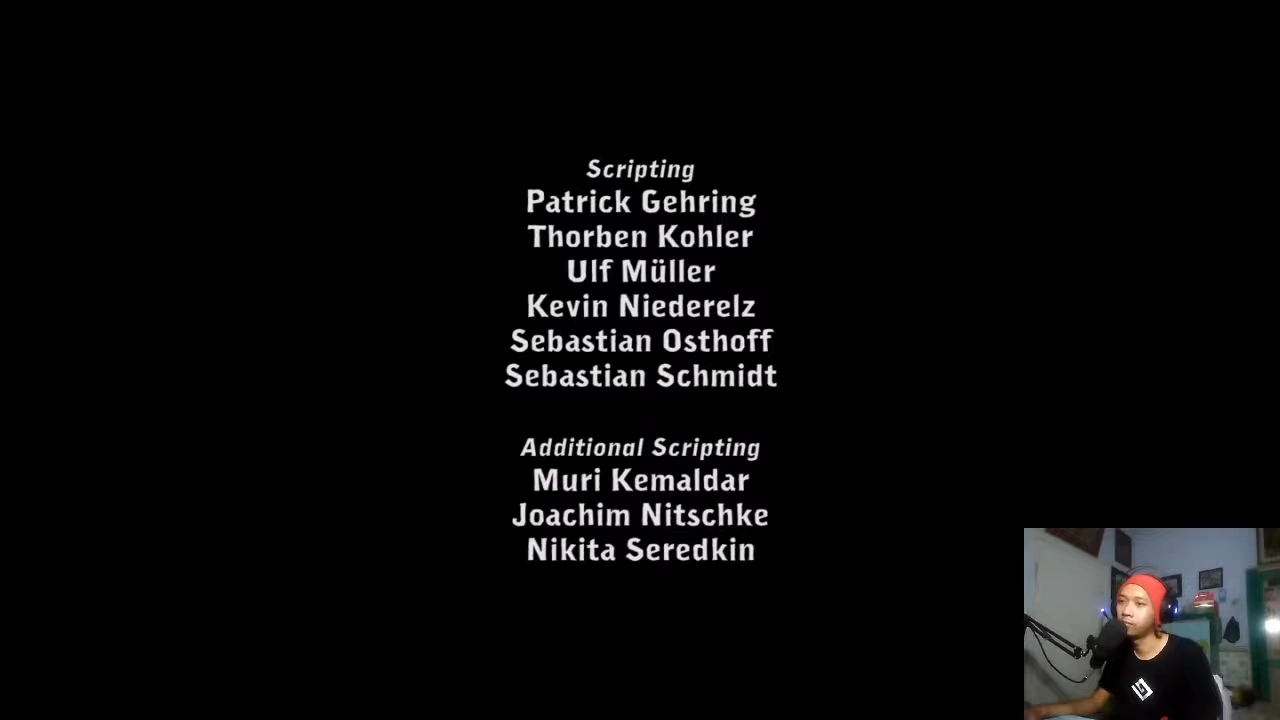 Scripting
Patrick Gehring
Thorben Kohler
Ulf Müller
Kevin Niederelz
Sebastian Osthoff
Sebastian Schmidt
Additional Scripting
Muri Kemaldar
Joachim Nitschke
Nikita Seredkin